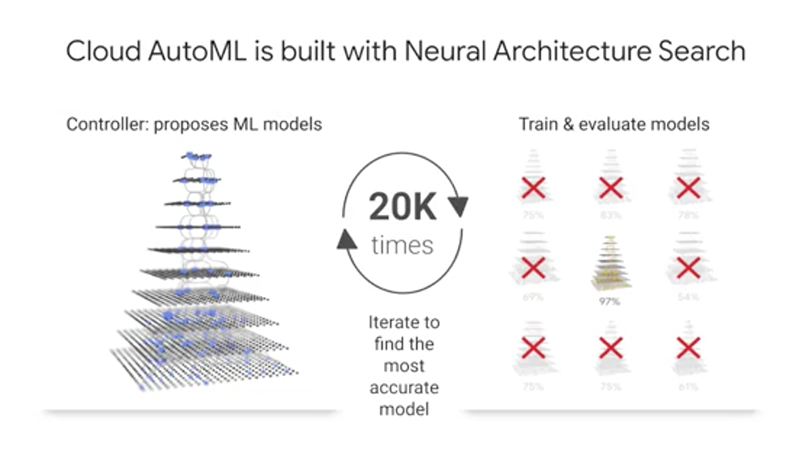 Cloud AutoML is built with Neural Architecture Search
Controller: proposes ML models
20K
times
Iterate to
find the
most
accurate
model
Train & evaluate models
75% 83% 78%
69% 97% 54%
75% 75% 61%